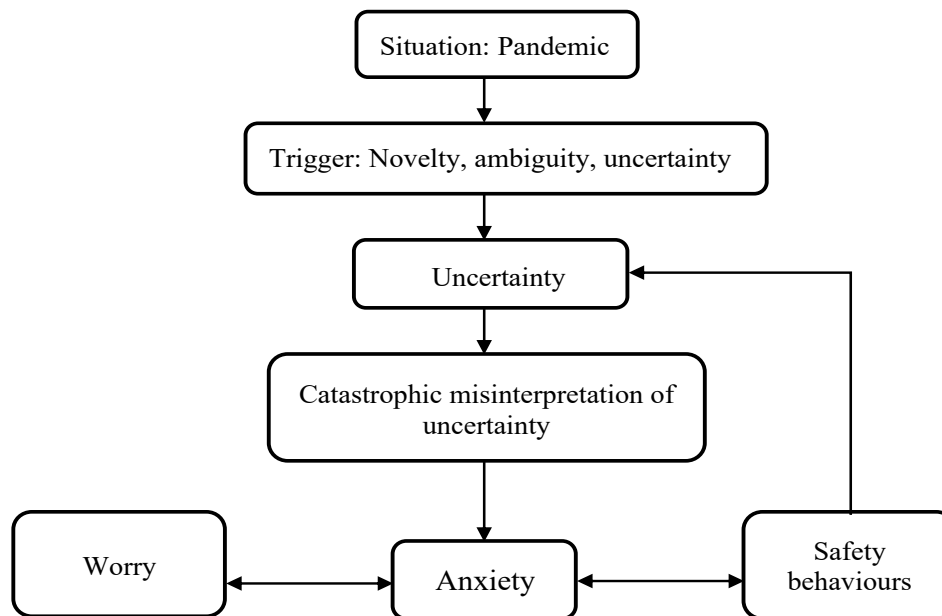 Situation: Pandemic
Trigger: Novelty, ambiguity, uncertainty
Uncertainty
Catastrophic misinterpretation of
uncertainty
Worry
Anxiety
Safety
behaviours